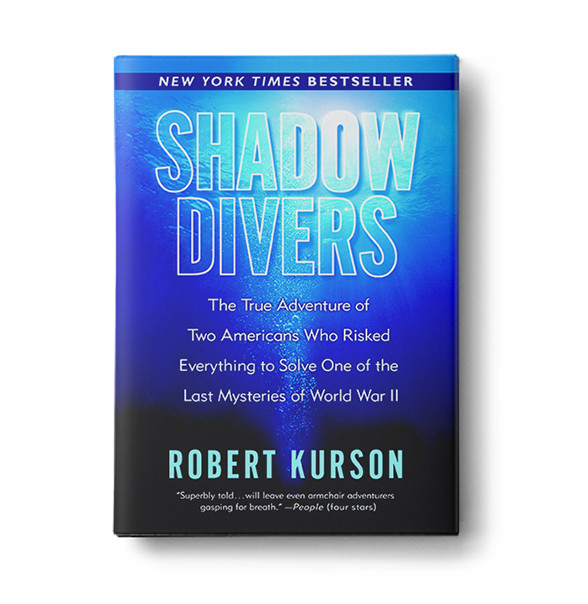 NEW YORK TIMES BESTSELLER
SHADOW
DIVERS
The True Adventure of
Two Americans Who Risked
Everything to Solve One of the
Last Mysteries of World War II
ROBERT KURSON
"Superbly told...will leave even armchair adventurers
gasping for breath." —People (four stars)